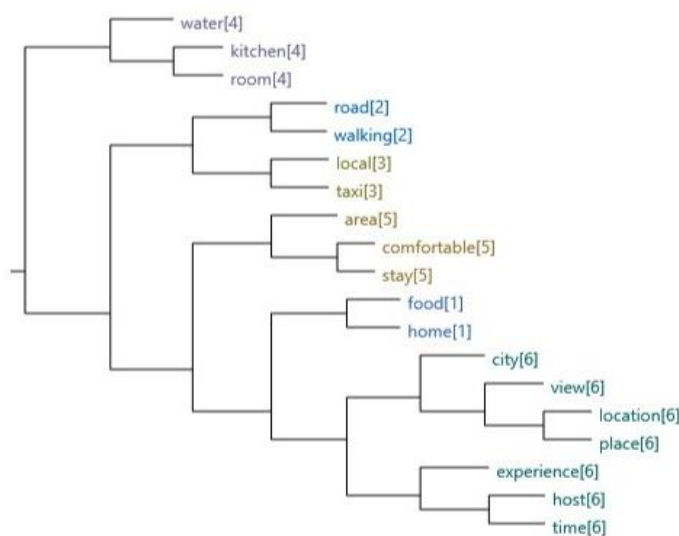 water[4]
kitchen[4]
room[4]
road[2]
walking[2]
local[3]
taxi[3]
area[5]
comfortable[5]
stay[5]
food[1]
home[1]
city[6]
view[6]
location[6]
place[6]
experience[6]
host[6]
time[6]